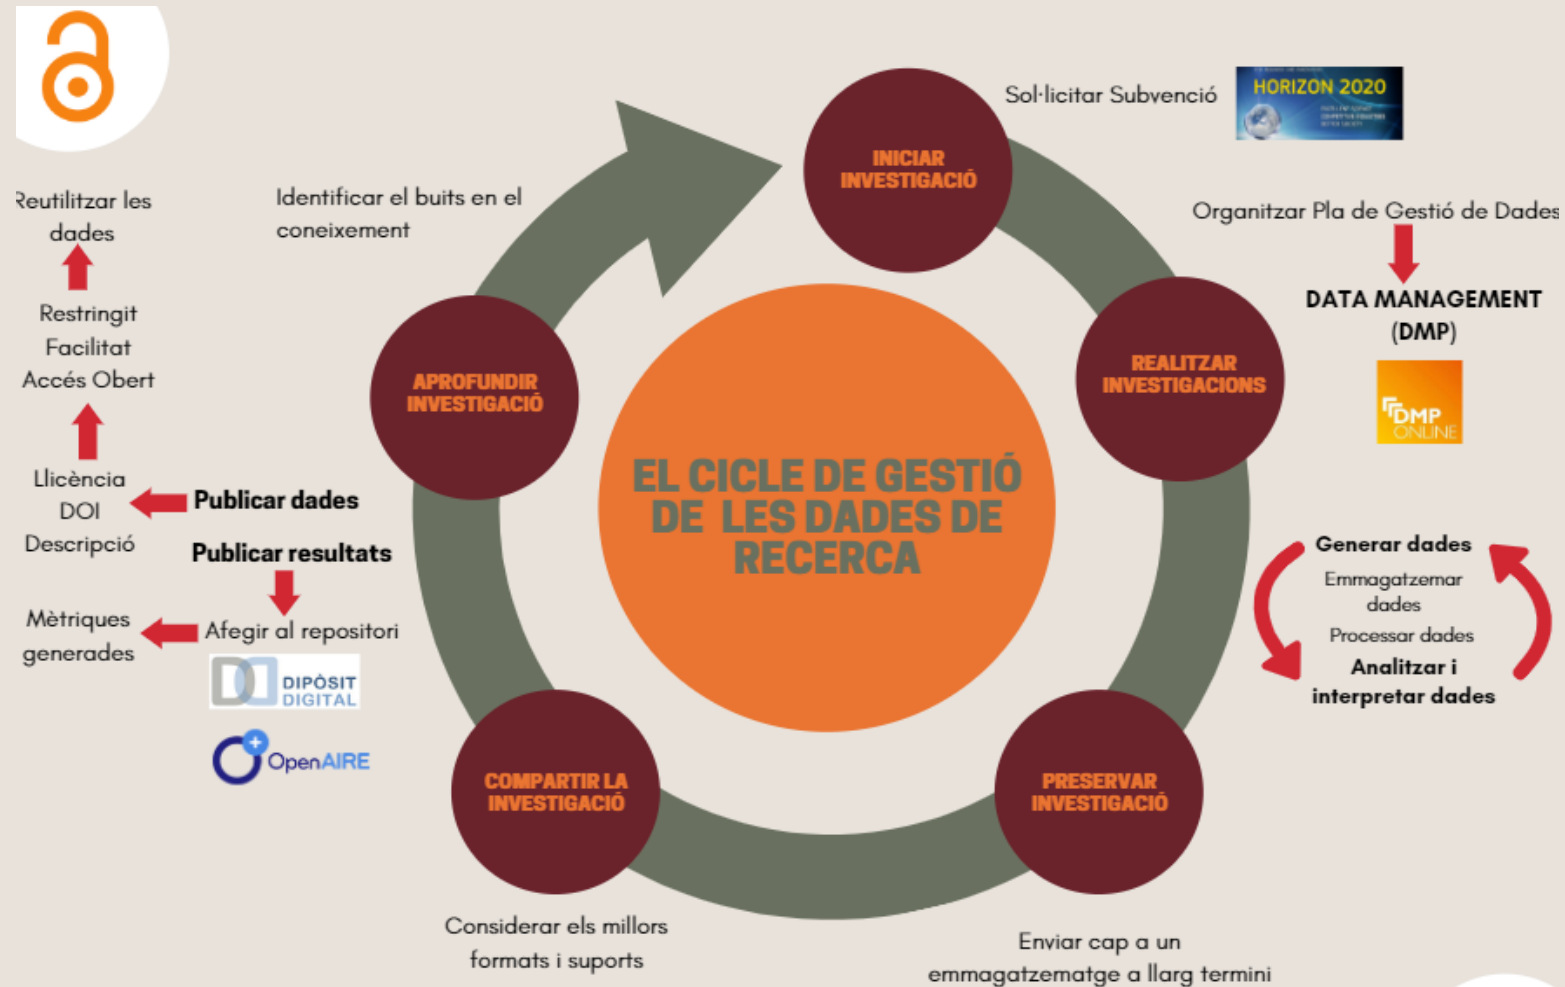 Sol·licitar Subvenció
HORIZON 2020
INICIAR
INVESTIGACIÓ
Organitzar Pla de Gestió de Dades
DATA MANAGEMENT
(DMP)
DMP
ONLINE
REALITZAR
INVESTIGACIONS
Generar dades
Emmagatzemar
dades
Processar dades
Analitzar i
interpretar dades
PRESERVAR
INVESTIGACIÓ
Enviar cap a un
emmagatzematge a llarg termini
COMPARTIR LA
INVESTIGACIÓ
Considerar els millors
formats i suports
Publicar dades
Llicència
DOI
Descripció
Restringit
Facilitat
Accés Obert
Reutilitzar les
dades
Publicar resultats
Afegir al repositori
Mètriques
generades
DIPÒSIT
DIGITAL
OpenAIRE
APROFUNDIR
INVESTIGACIÓ
Identificar el buits en el
coneixement
EL CICLE DE GESTIÓ
DE LES DADES DE
RECERCA